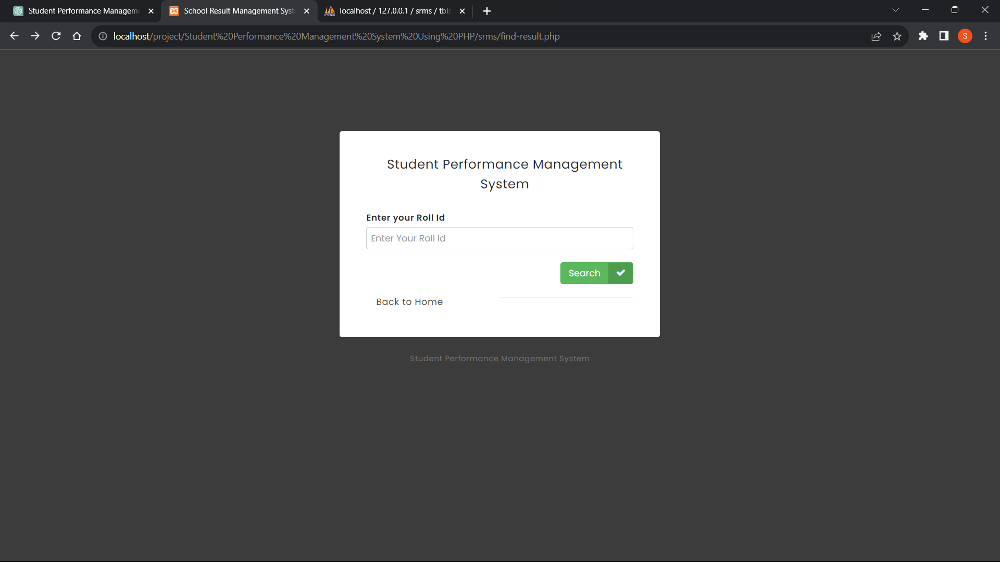 Student Performance Managem
School Result Management Syst
localhost / 127.0.0.1 / srms / tbls
localhost/project/Student%20Performance%20Management%20System%20Using%20PHP/srms/find-result.php
S
Student Performance Management
System
Enter your Roll Id
Enter Your Roll Id
Search
Back to Home
Student Performance Management System